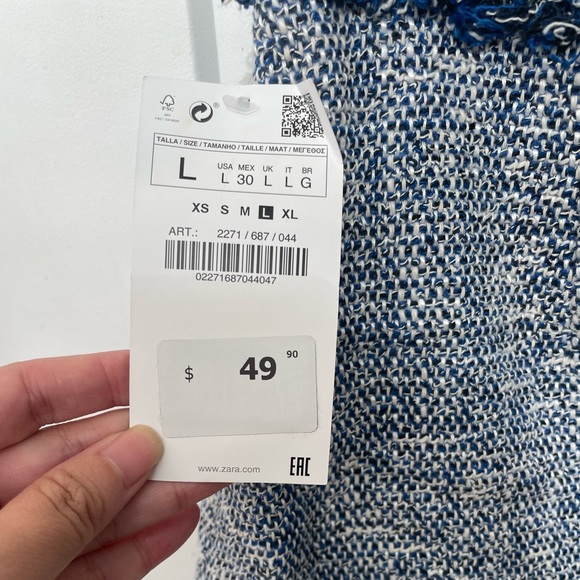 FSC
TALLA / SIZE / TAMANHO / TAILLE / MAAT / ΜΕΓΕΘΟΣ
L
USA MEX UK IT BR
L 30 L L G
XS S M L XL
ART.: 2271 / 687 / 044
02271687044047
$ 49 90
www.zara.com
EAC